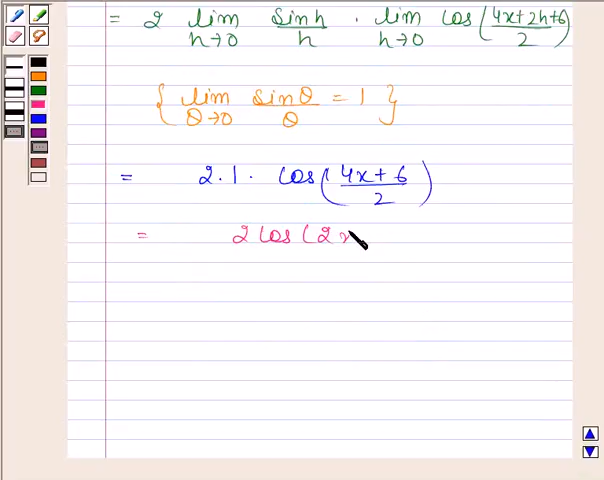 = 2 lim h→0 sinh/h · lim h→0 cos(4x+2h+6/2)
{ lim θ→0 sinθ/θ = 1 }
= 2.1. cos(4x+6/2)
= 2 cos(2x